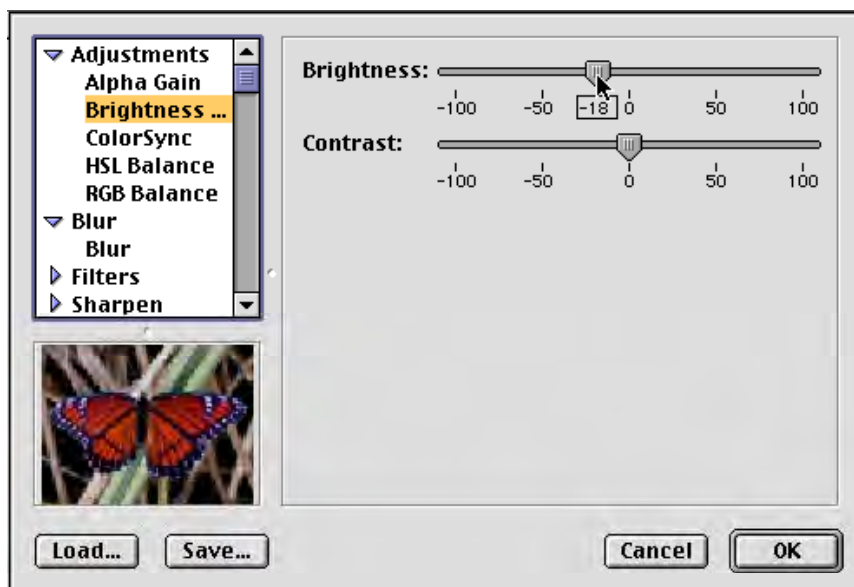 Adjustments
Alpha Gain
Brightness ...
ColorSync
HSL Balance
RGB Balance
Blur
Blur
Filters
Sharpen
Brightness:
-100 -50 -18 0 50 100
Contrast:
-100 -50 0 50 100
Load... Save... Cancel OK